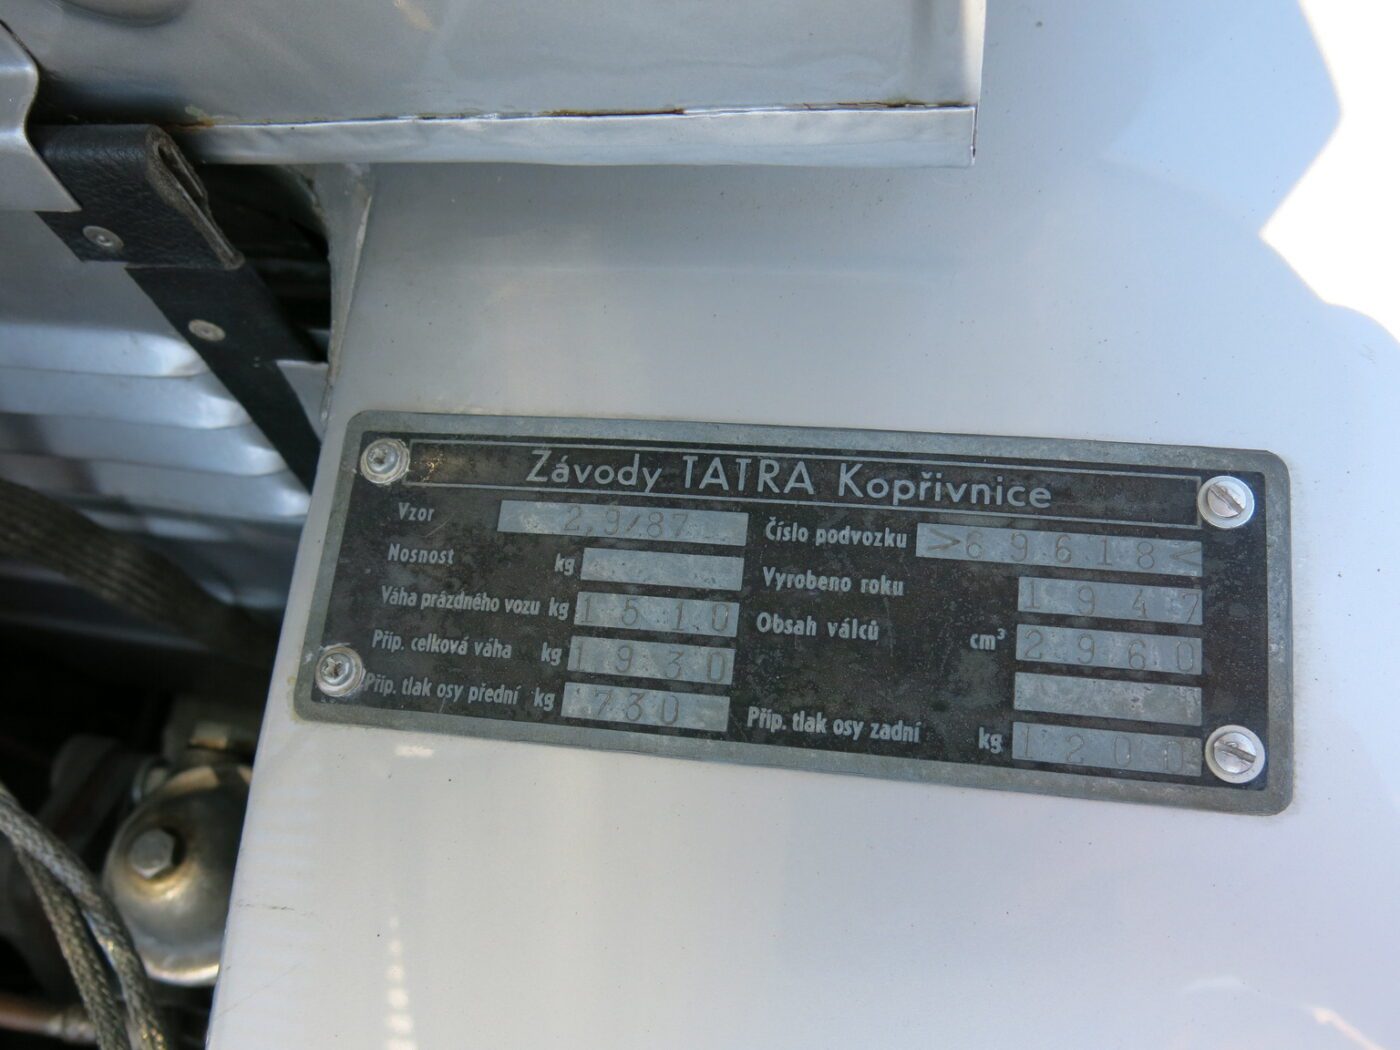 Závody TATRA Kopřivnice
Vzor 2,9/87
Nosnost kg
Váha prázdného vozu kg 1510
Příp. celková váha kg 1930
Příp. tlak osy přední kg 730
Číslo podvozku >69618<
Vyrobeno roku 1947
Obsah válců cm³ 2960
Příp. tlak osy zadní kg 1200